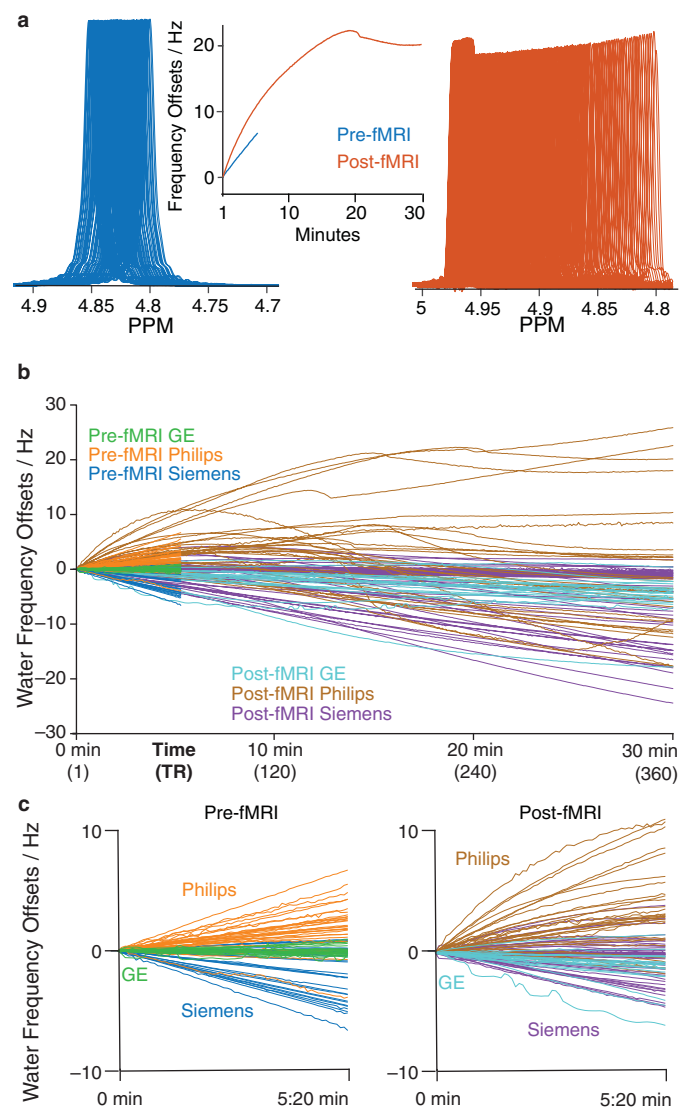 a
Frequency Offsets / Hz
20
10
0
Pre-fMRI
Post-fMRI
1 10 20 30
Minutes
4.9 4.85 4.8 4.75 4.7
PPM
5 4.95 4.9 4.85 4.8
PPM
b
Water Frequency Offsets / Hz
30
20
10
0
−10
−20
−30
Pre-fMRI GE
Pre-fMRI Philips
Pre-fMRI Siemens
Post-fMRI GE
Post-fMRI Philips
Post-fMRI Siemens
0 min Time 10 min 20 min 30 min
(1) (TR) (120) (240) (360)
c
Water Frequency Offsets / Hz
Pre-fMRI
10
0
−10
Philips
GE
Siemens
0 min 5:20 min
Post-fMRI
10
0
−10
Philips
GE
Siemens
0 min 5:20 min